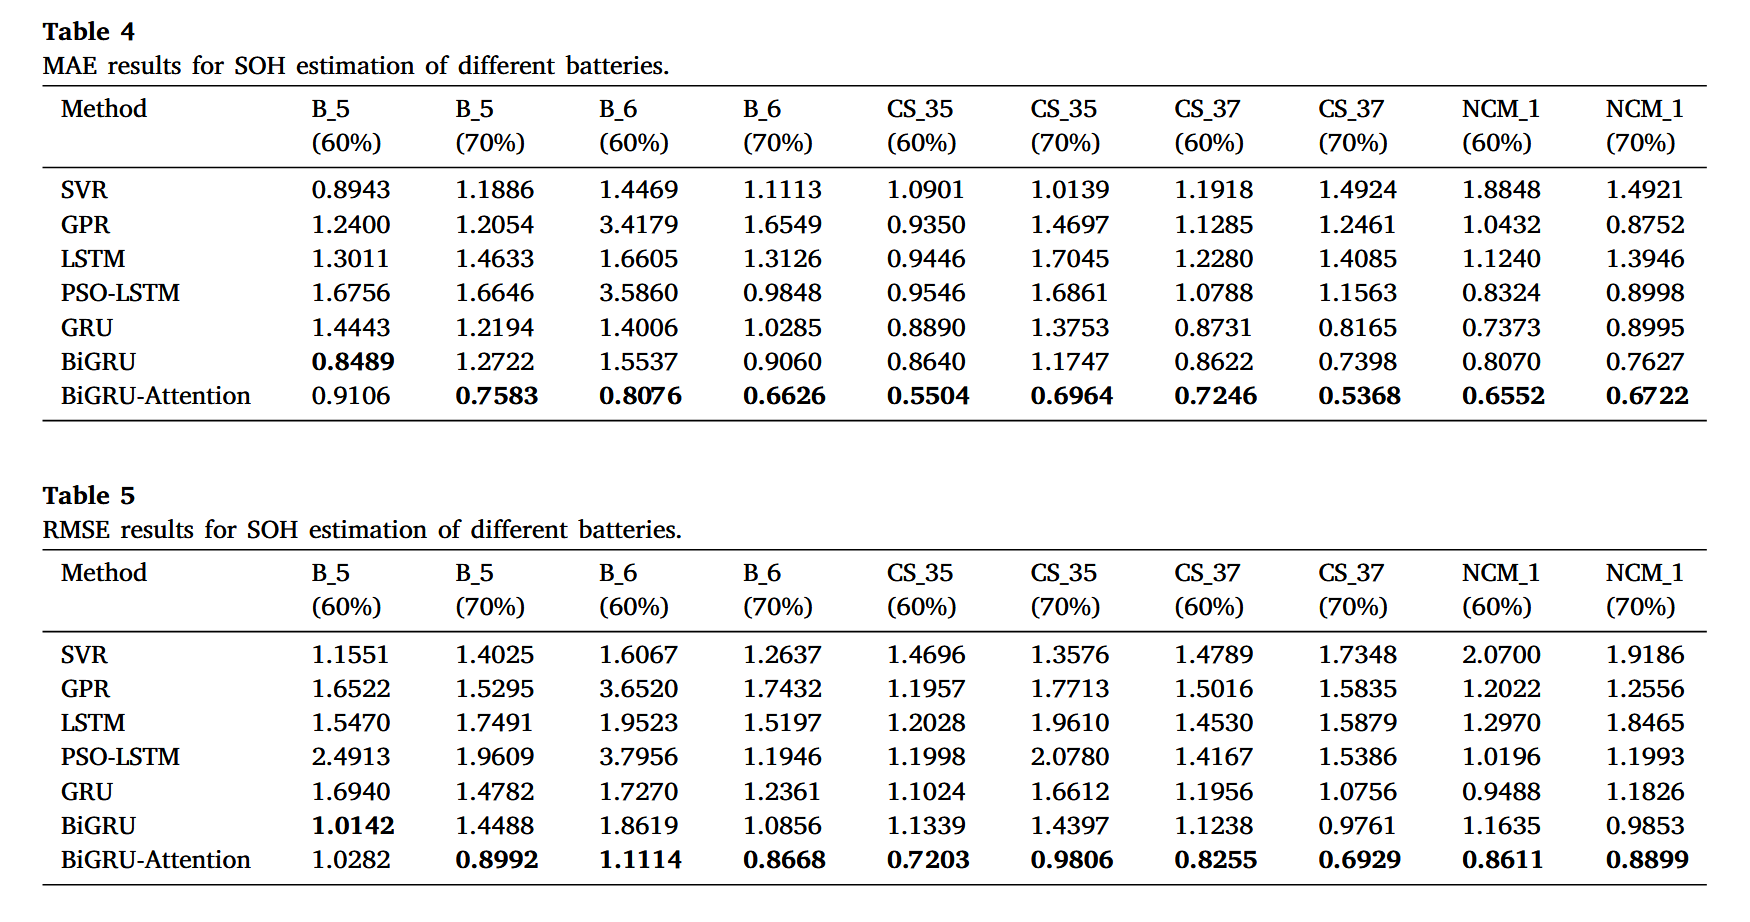 Table 4
MAE results for SOH estimation of different batteries.
Method B_5 B_5 B_6 B_6 CS_35 CS_35 CS_37 CS_37 NCM_1 NCM_1
(60%) (70%) (60%) (70%) (60%) (70%) (60%) (70%) (60%) (70%)
SVR 0.8943 1.1886 1.4469 1.1113 1.0901 1.0139 1.1918 1.4924 1.8848 1.4921
GPR 1.2400 1.2054 3.4179 1.6549 0.9350 1.4697 1.1285 1.2461 1.0432 0.8752
LSTM 1.3011 1.4633 1.6605 1.3126 0.9446 1.7045 1.2280 1.4085 1.1240 1.3946
PSO-LSTM 1.6756 1.6646 3.5860 0.9848 0.9546 1.6861 1.0788 1.1563 0.8324 0.8998
GRU 1.4443 1.2194 1.4006 1.0285 0.8890 1.3753 0.8731 0.8165 0.7373 0.8995
BiGRU 0.8489 1.2722 1.5537 0.9060 0.8640 1.1747 0.8622 0.7398 0.8070 0.7627
BiGRU-Attention 0.9106 0.7583 0.8076 0.6626 0.5504 0.6964 0.7246 0.5368 0.6552 0.6722
Table 5
RMSE results for SOH estimation of different batteries.
Method B_5 B_5 B_6 B_6 CS_35 CS_35 CS_37 CS_37 NCM_1 NCM_1
(60%) (70%) (60%) (70%) (60%) (70%) (60%) (70%) (60%) (70%)
SVR 1.1551 1.4025 1.6067 1.2637 1.4696 1.3576 1.4789 1.7348 2.0700 1.9186
GPR 1.6522 1.5295 3.6520 1.7432 1.1957 1.7713 1.5016 1.5835 1.2022 1.2556
LSTM 1.5470 1.7491 1.9523 1.5197 1.2028 1.9610 1.4530 1.5879 1.2970 1.8465
PSO-LSTM 2.4913 1.9609 3.7956 1.1946 1.1998 2.0780 1.4167 1.5386 1.0196 1.1993
GRU 1.6940 1.4782 1.7270 1.2361 1.1024 1.6612 1.1956 1.0756 0.9488 1.1826
BiGRU 1.0142 1.4488 1.8619 1.0856 1.1339 1.4397 1.1238 0.9761 1.1635 0.9853
BiGRU-Attention 1.0282 0.8992 1.1114 0.8668 0.7203 0.9806 0.8255 0.6929 0.8611 0.8899